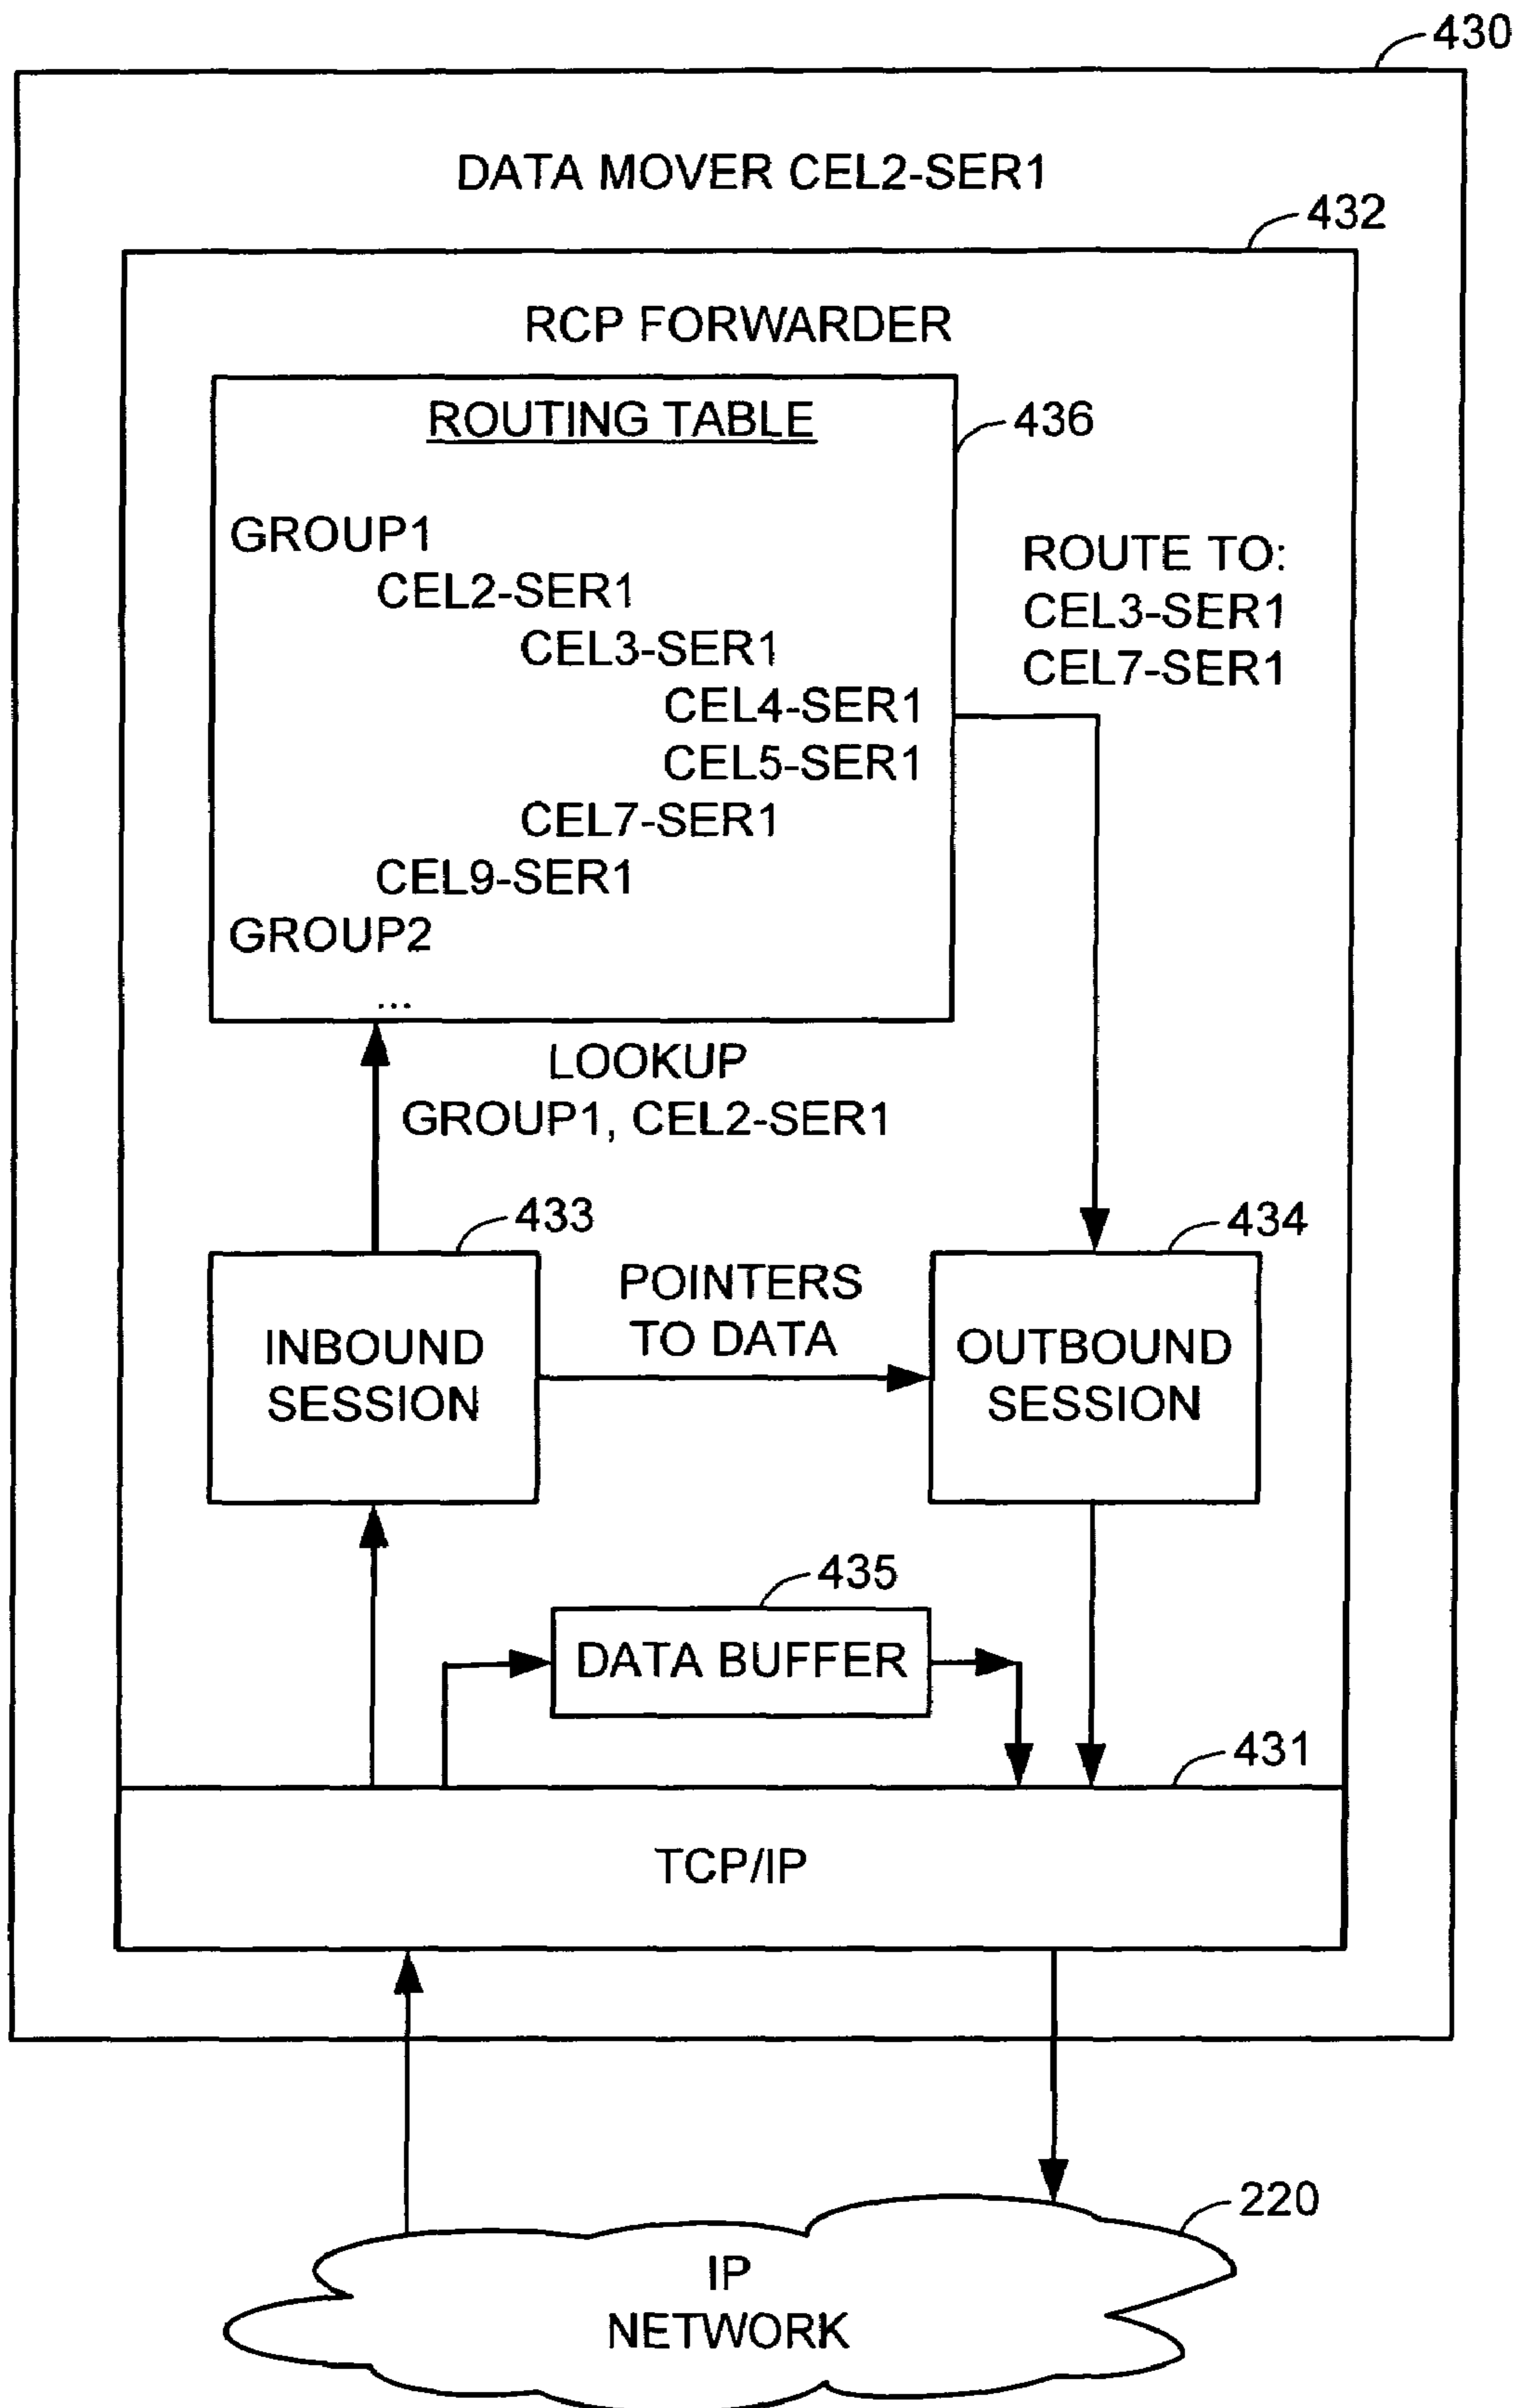 430
DATA MOVER CEL2-SER1
432
RCP FORWARDER
ROUTING TABLE
436
GROUP1
CEL2-SER1
CEL3-SER1
CEL4-SER1
CEL5-SER1
CEL7-SER1
CEL9-SER1
GROUP2
...
ROUTE TO:
CEL3-SER1
CEL7-SER1
LOOKUP
GROUP1, CEL2-SER1
433
INBOUND
SESSION
POINTERS
TO DATA
434
OUTBOUND
SESSION
435
DATA BUFFER
431
TCP/IP
220
IP
NETWORK